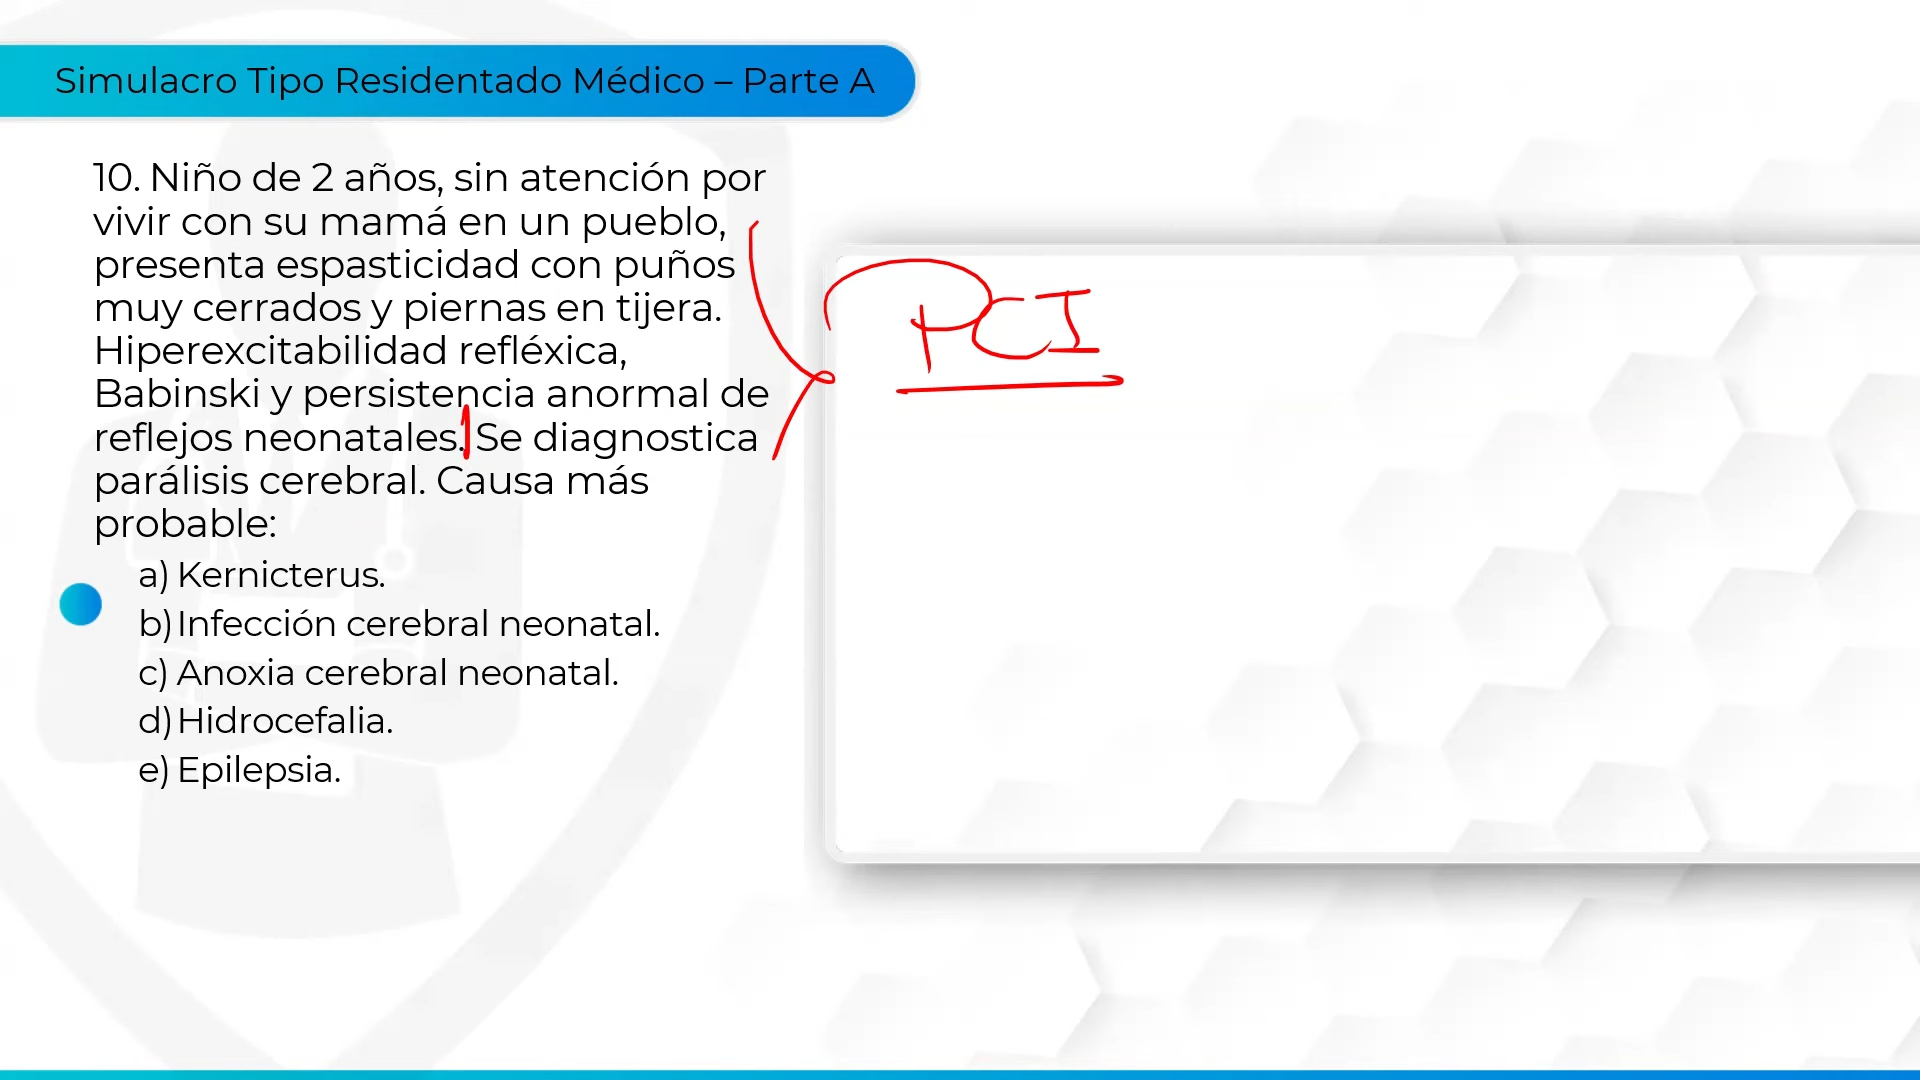 Simulacro Tipo Residentado Médico – Parte A
10. Niño de 2 años, sin atención por
vivir con su mamá en un pueblo,
presenta espasticidad con puños
muy cerrados y piernas en tijera.
Hiperexcitabilidad refléxica,
Babinski y persistencia anormal de
reflejos neonatales. Se diagnostica
parálisis cerebral. Causa más
probable:
a) Kernicterus.
b) Infección cerebral neonatal.
c) Anoxia cerebral neonatal.
d) Hidrocefalia.
e) Epilepsia.
PCI